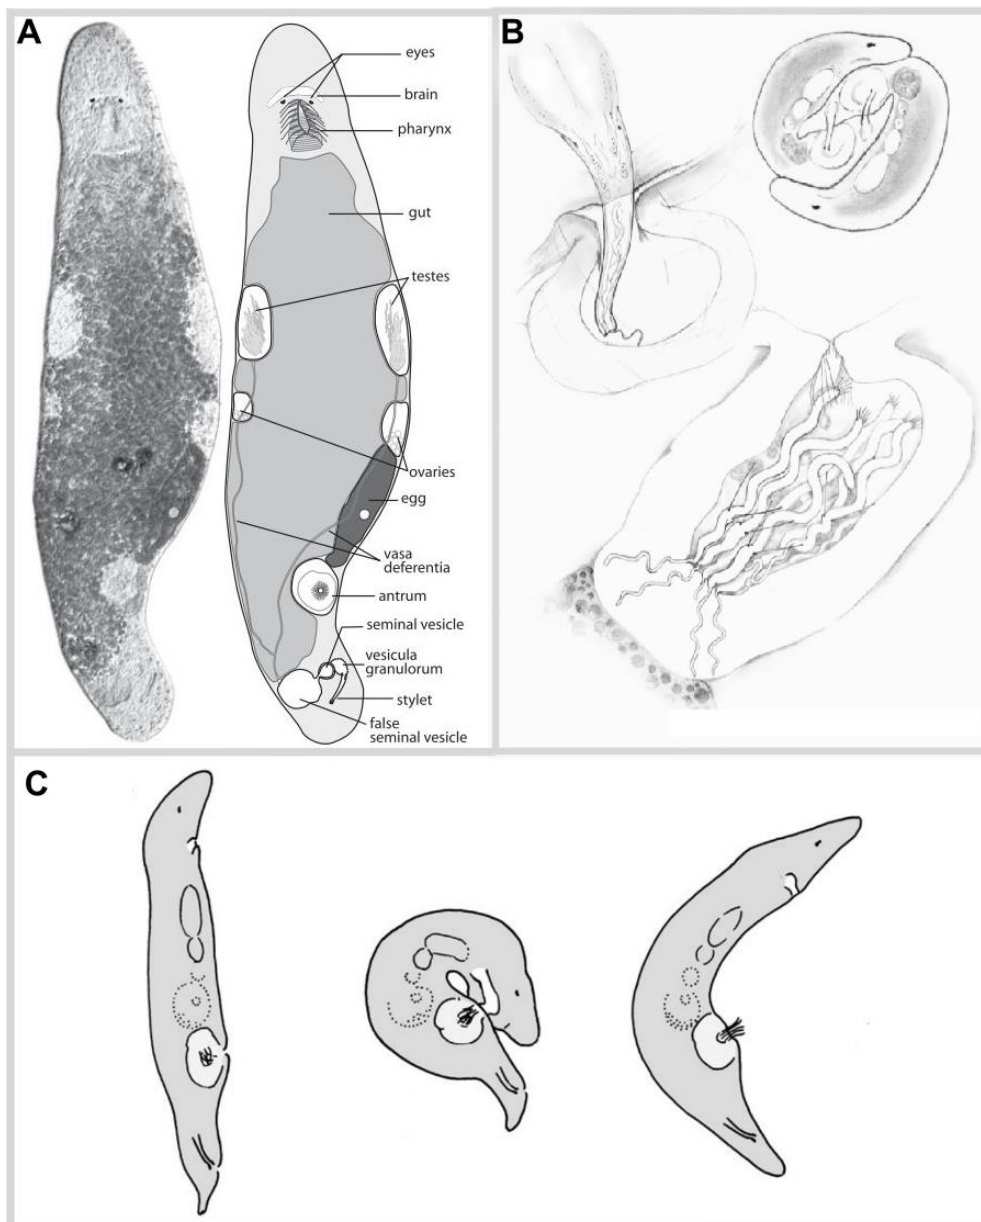 A
eyes
brain
pharynx
gut
testes
ovaries
egg
vasa
deferentia
antrum
seminal vesicle
vesicula
granulorum
stylet
false
seminal vesicle
B
C